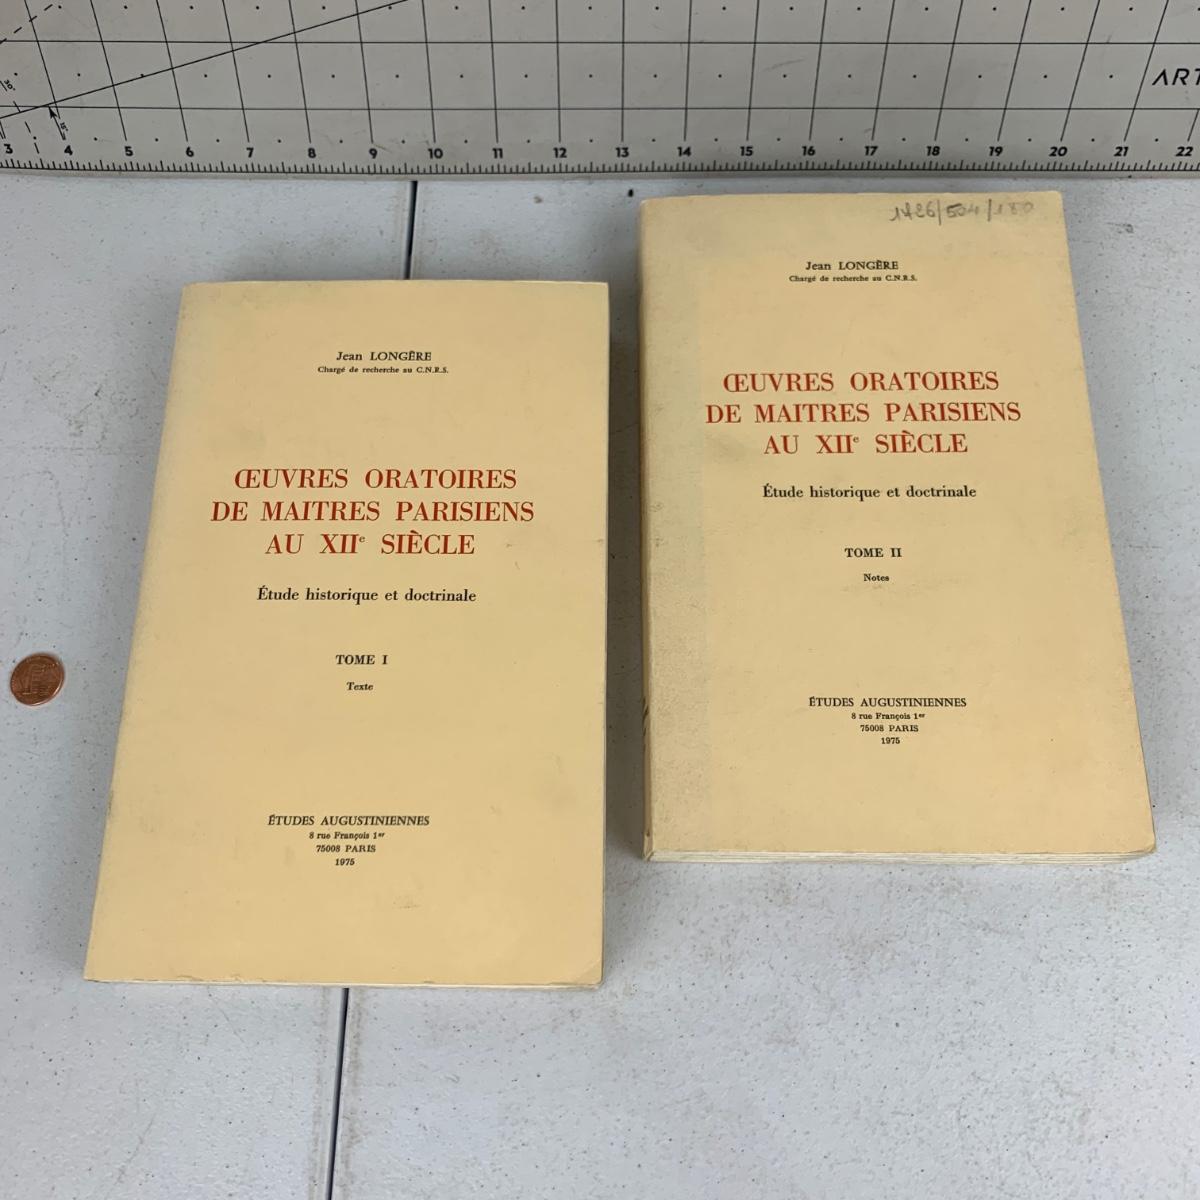 ART
3 4 5 6 7 8 9 10 11 12 13 14 15 16 17 18 19 20 21 22
Jean LONGÈRE
Chargé de recherche au C.N.R.S.
ŒUVRES ORATOIRES
DE MAITRES PARISIENS
AU XIIe SIÈCLE
Étude historique et doctrinale
TOME I
Texte
ÉTUDES AUGUSTINIENNES
8 rue François 1er
75008 PARIS
1975
Jean LONGÈRE
Chargé de recherche au C.N.R.S.
ŒUVRES ORATOIRES
DE MAITRES PARISIENS
AU XIIe SIÈCLE
Étude historique et doctrinale
TOME II
Notes
ÉTUDES AUGUSTINIENNES
8 rue François 1er
75008 PARIS
1975